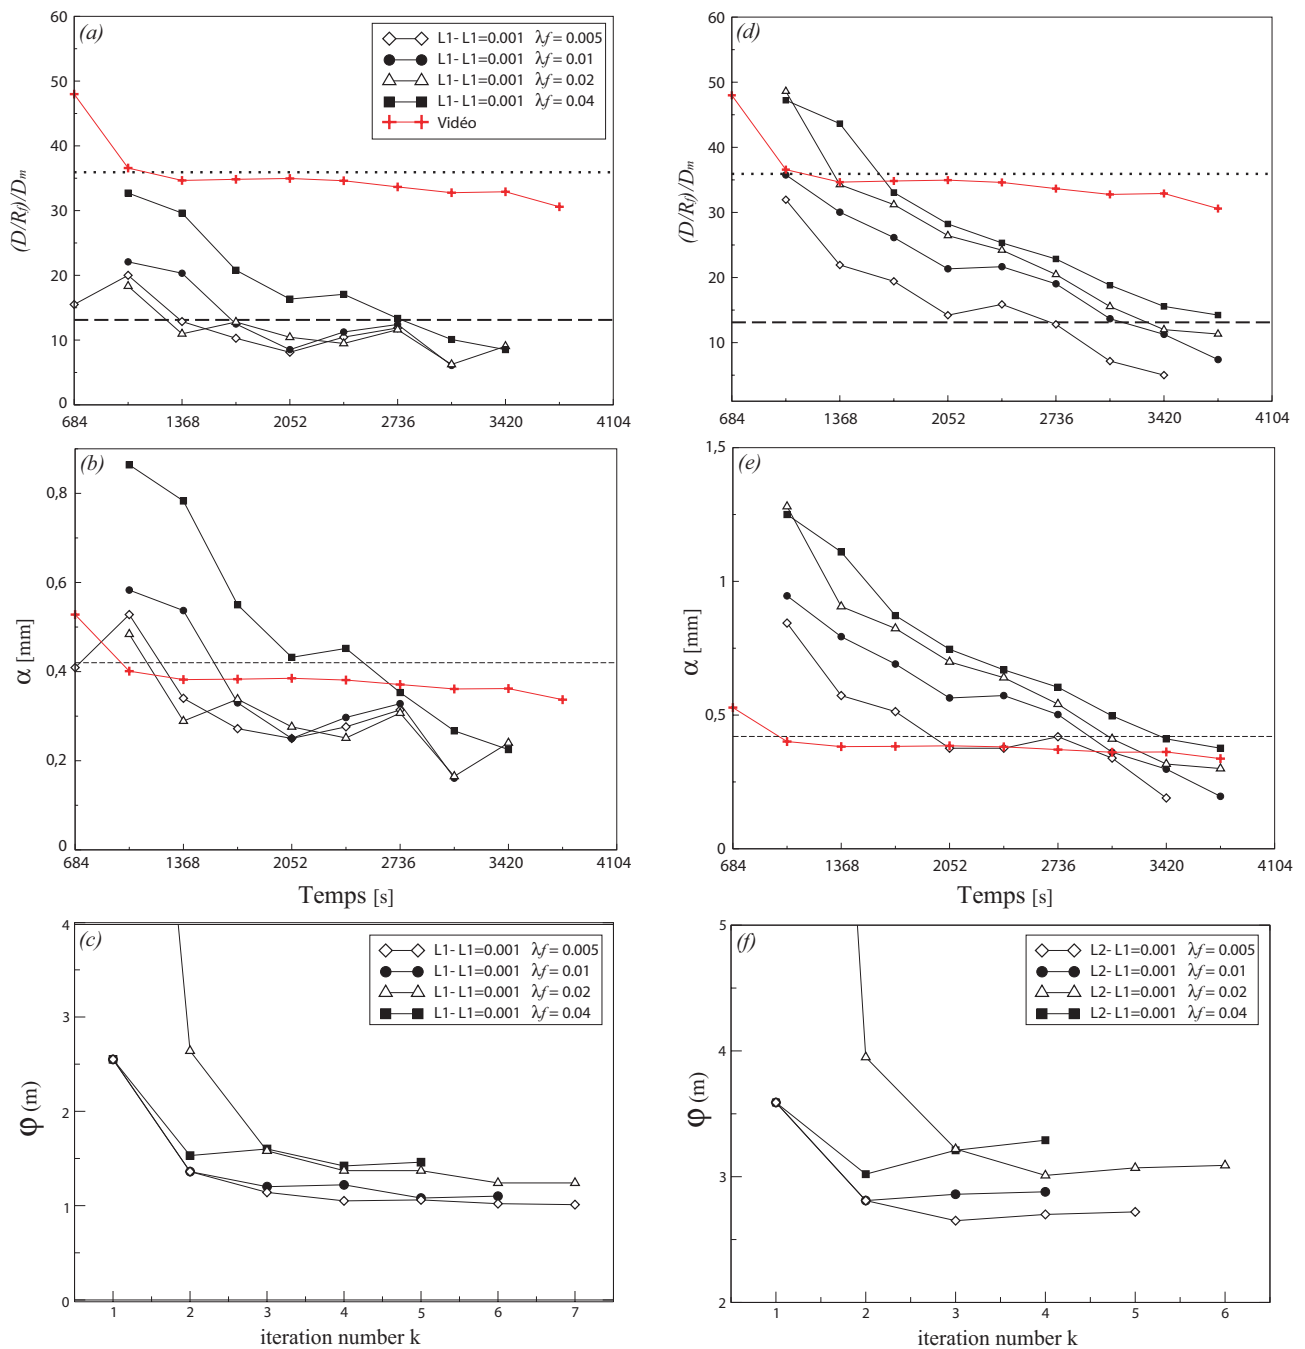 (a)
60
50
40
30
20
10
0
(D/Rf)/Dm
L1- L1=0.001 λf = 0.005
L1- L1=0.001 λf = 0.01
L1- L1=0.001 λf = 0.02
L1- L1=0.001 λf = 0.04
Vidéo
684 1368 2052 2736 3420 4104
(d)
60
50
40
30
20
10
(D/Rf)/Dm
684 1368 2052 2736 3420 4104
(b)
0,8
0,6
0,4
0,2
0
α [mm]
684 1368 2052 2736 3420 4104
Temps [s]
(e)
1,5
1
0,5
0
α [mm]
684 1368 2052 2736 3420 4104
Temps [s]
(c)
4
3
2
1
0
φ (m)
L1- L1=0.001 λf = 0.005
L1- L1=0.001 λf = 0.01
L1- L1=0.001 λf = 0.02
L1- L1=0.001 λf = 0.04
1 2 3 4 5 6 7
iteration number k
(f)
5
4
3
2
φ (m)
L2- L1=0.001 λf = 0.005
L2- L1=0.001 λf = 0.01
L2- L1=0.001 λf = 0.02
L2- L1=0.001 λf = 0.04
1 2 3 4 5 6
iteration number k